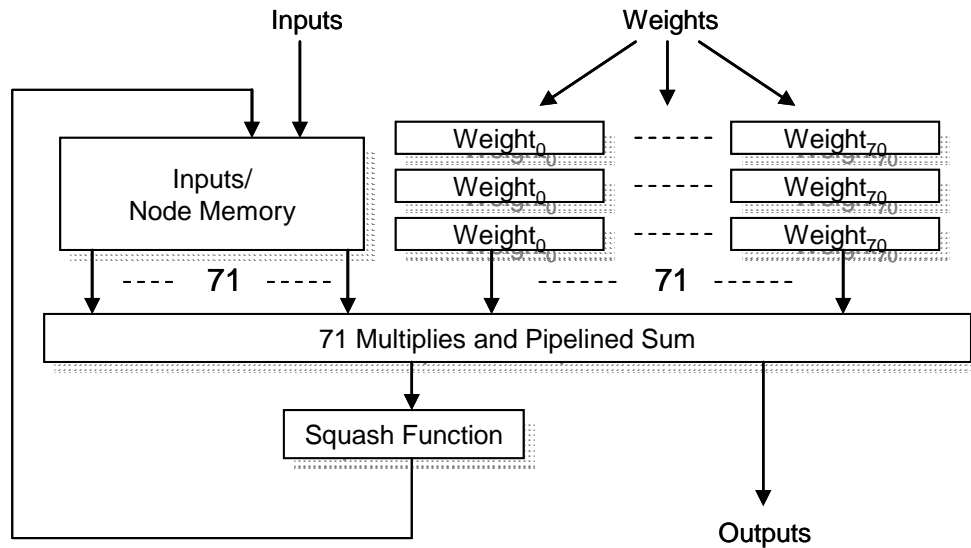 Inputs
Weights
Inputs/
Node Memory
Weight₀
Weight₇₀
Weight₀
Weight₇₀
Weight₀
Weight₇₀
71
71
71 Multiplies and Pipelined Sum
Squash Function
Outputs